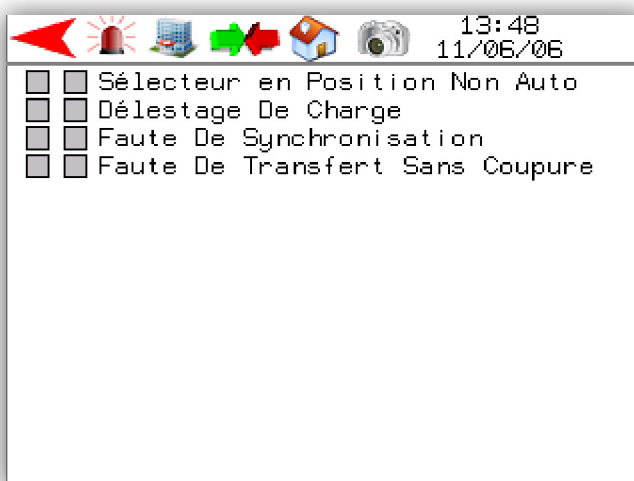 13:48
11/06/06
Sélecteur en Position Non Auto
Délestage De Charge
Faute De Synchronisation
Faute De Transfert Sans Coupure